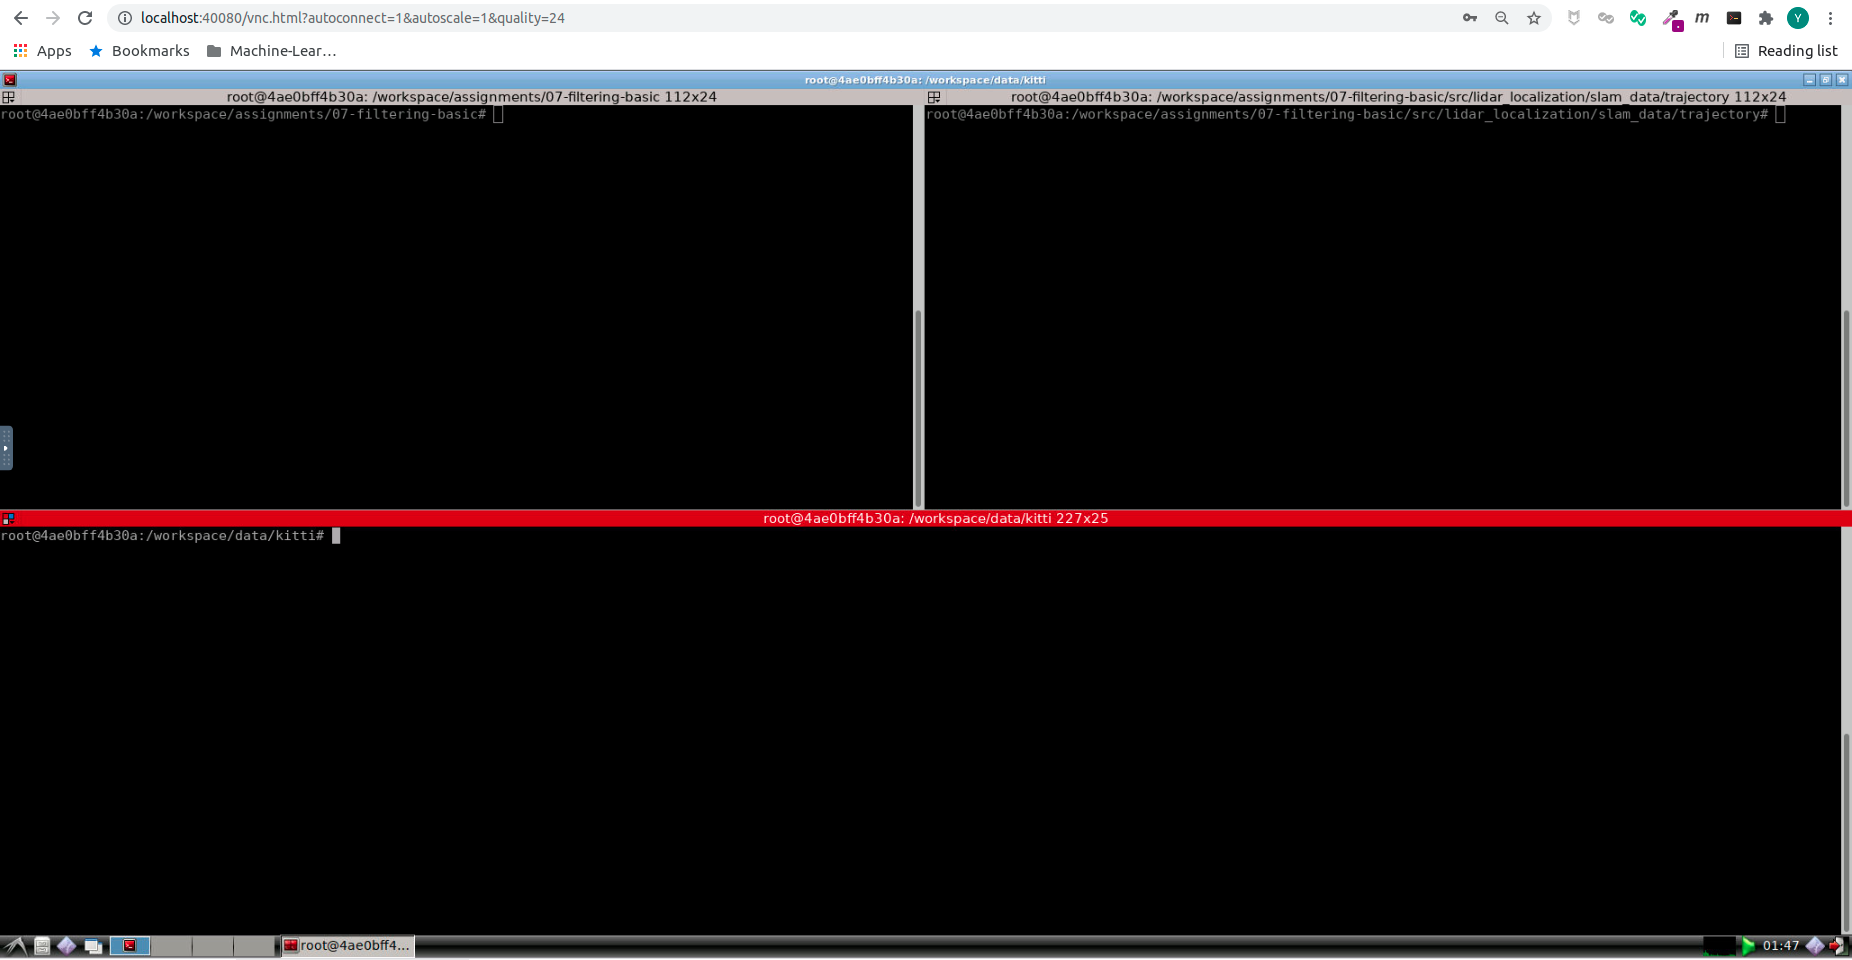 localhost:40080/vnc.html?autoconnect=1&autoscale=1&quality=24
m
Y
Apps
Bookmarks
Machine-Lear…
Reading list
root@4ae0bff4b30a: /workspace/data/kitti
root@4ae0bff4b30a: /workspace/assignments/07-filtering-basic 112x24
root@4ae0bff4b30a: /workspace/assignments/07-filtering-basic/src/lidar_localization/slam_data/trajectory 112x24
root@4ae0bff4b30a:/workspace/assignments/07-filtering-basic#
root@4ae0bff4b30a:/workspace/assignments/07-filtering-basic/src/lidar_localization/slam_data/trajectory#
root@4ae0bff4b30a: /workspace/data/kitti 227x25
root@4ae0bff4b30a:/workspace/data/kitti#
root@4ae0bff4...
01:47